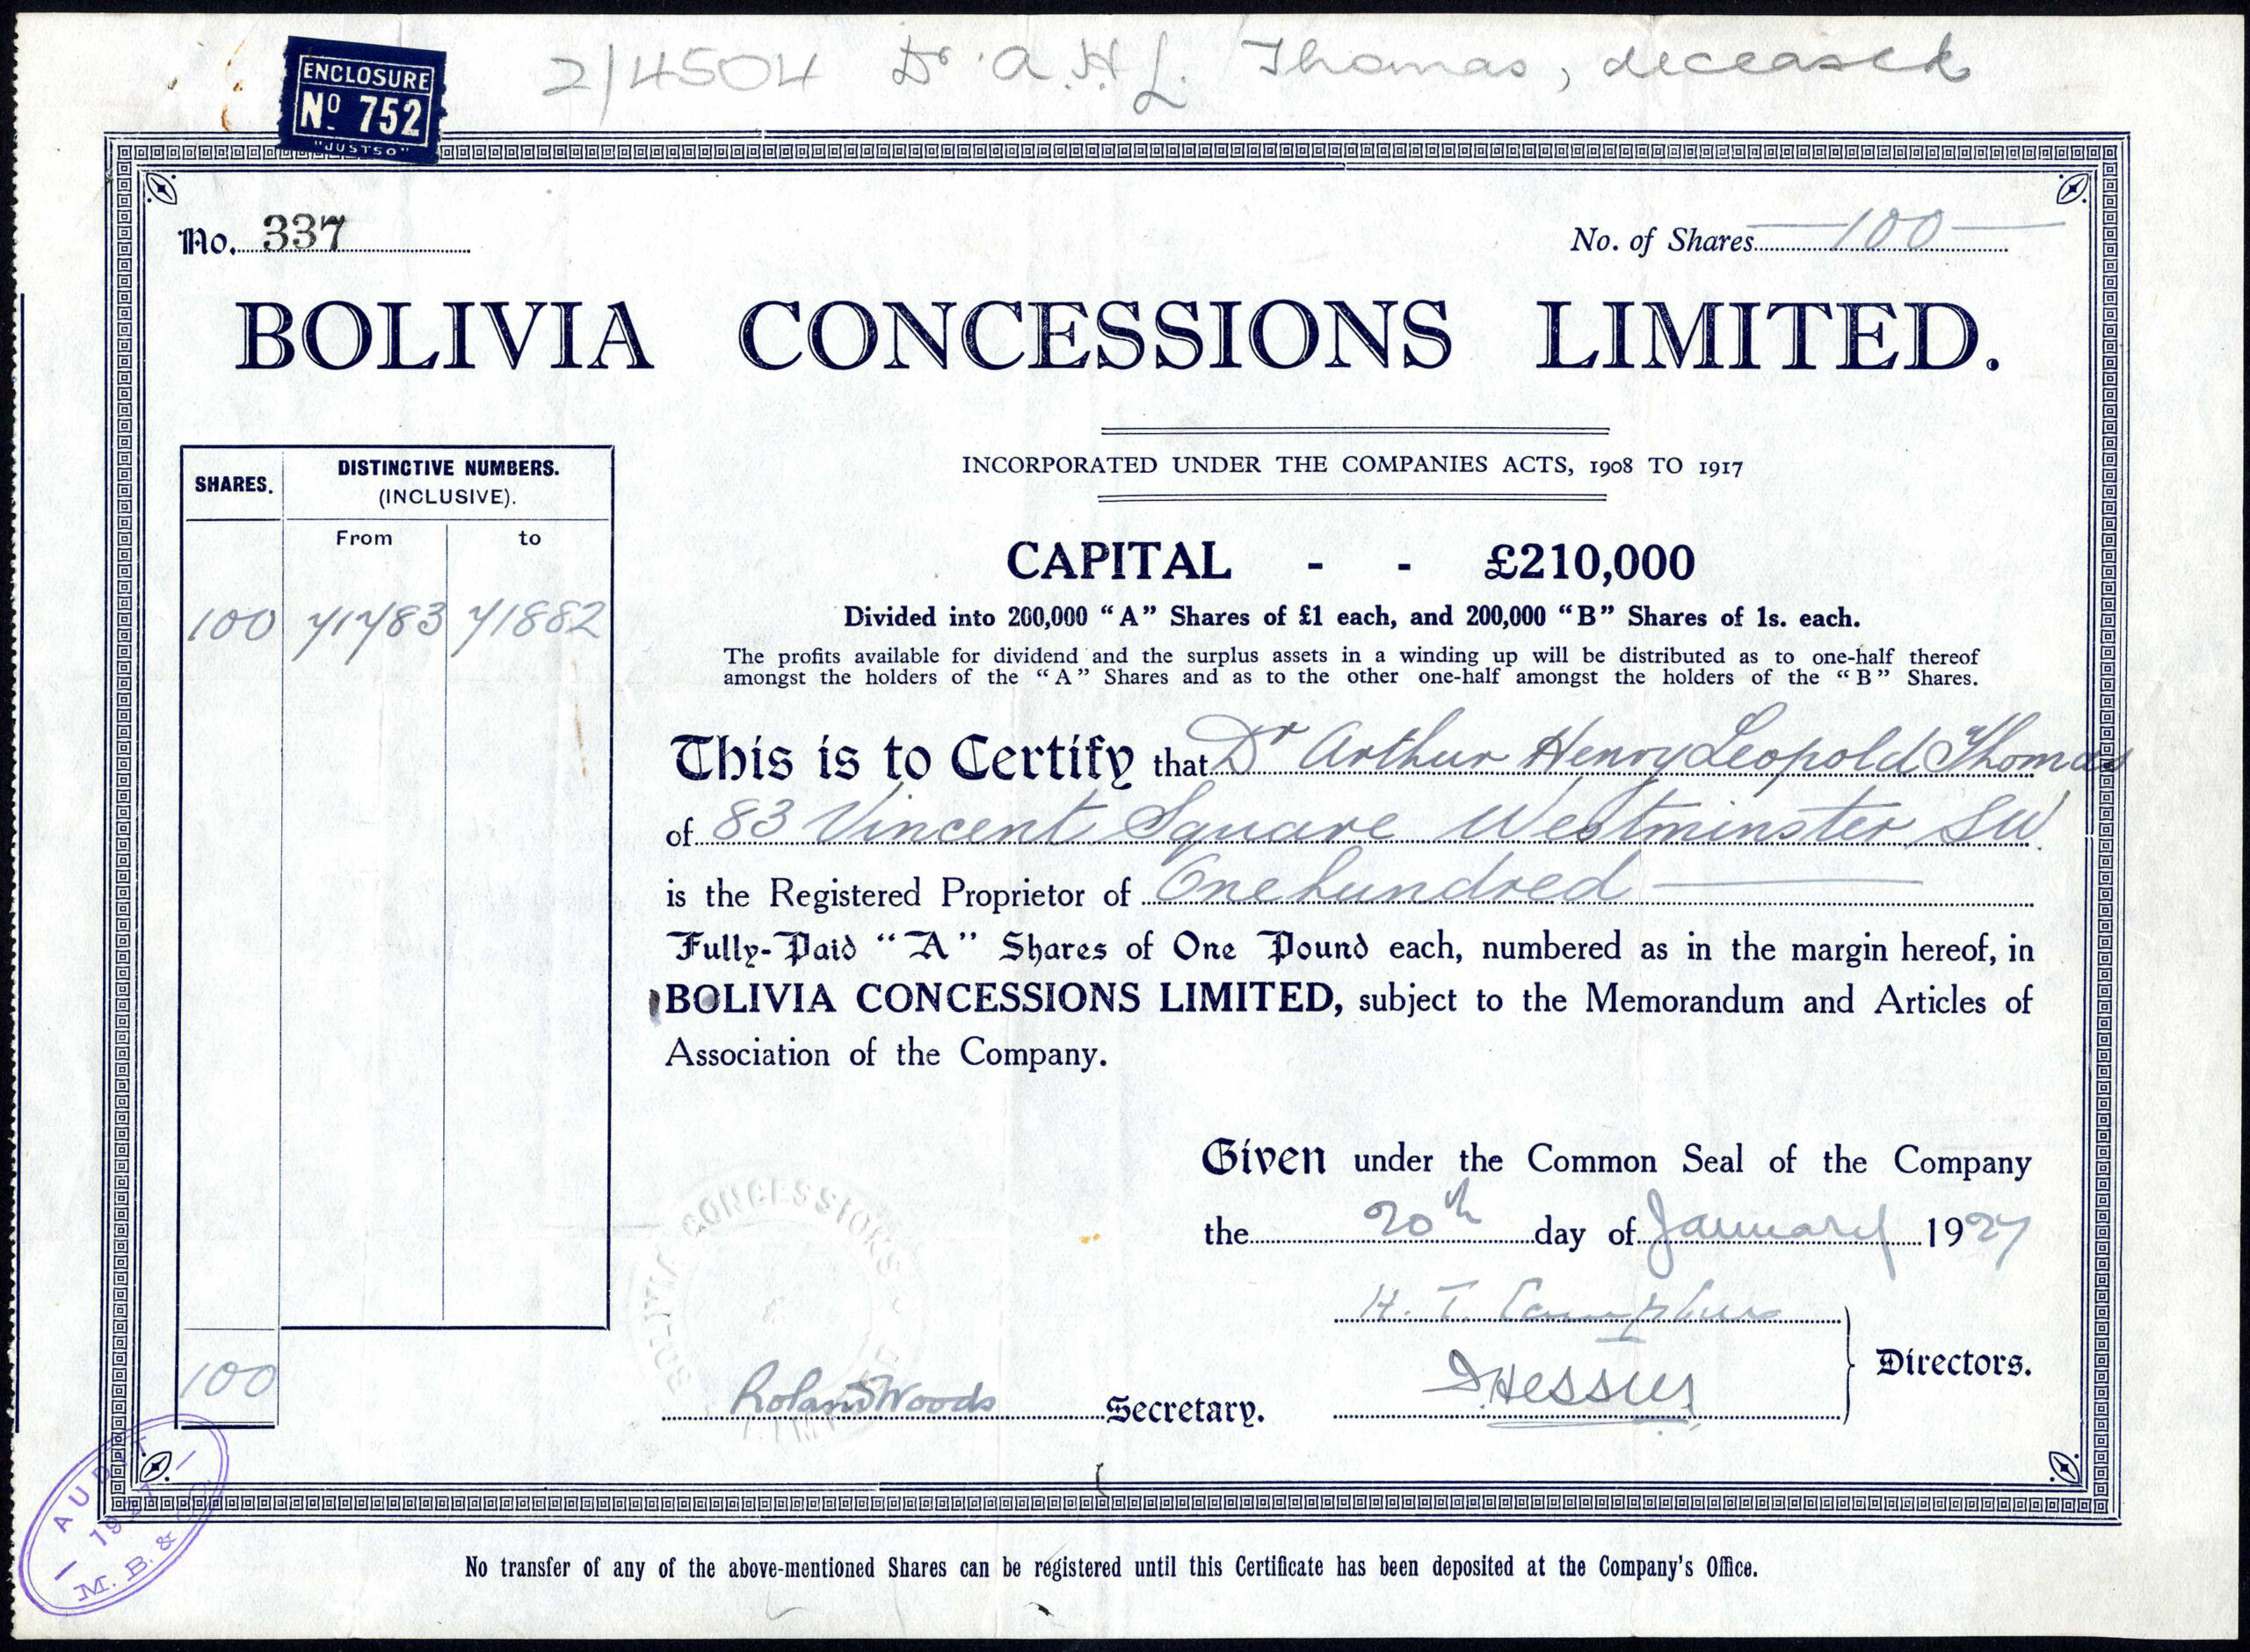 ENCLOSURE
No. 752
"JUSTSO"
2/4504 Dr. A. H. L. Thomas, deceased
No. 337
No. of Shares 100
BOLIVIA CONCESSIONS LIMITED.
INCORPORATED UNDER THE COMPANIES ACTS, 1908 TO 1917
SHARES. DISTINCTIVE NUMBERS. (INCLUSIVE).
From to
100 71783 71882
100
CAPITAL - - £210,000
Divided into 200,000 "A" Shares of £1 each, and 200,000 "B" Shares of 1s. each.
The profits available for dividend and the surplus assets in a winding up will be distributed as to one-half thereof
amongst the holders of the "A" Shares and as to the other one-half amongst the holders of the "B" Shares.
This is to Certify that Dr Arthur Henry Leopold Thomas
of 83 Vincent Square Westminster SW
is the Registered Proprietor of One hundred
Fully-Paid "A" Shares of One Pound each, numbered as in the margin hereof, in
BOLIVIA CONCESSIONS LIMITED, subject to the Memorandum and Articles of
Association of the Company.
Given under the Common Seal of the Company
the 20th day of January 1927
BOLIVIA CONCESSIONS LIMITED
H. T.
Directors.
Roland Woods Secretary.
AUDIT
1927
M. B. & Co.
No transfer of any of the above-mentioned Shares can be registered until this Certificate has been deposited at the Company's Office.